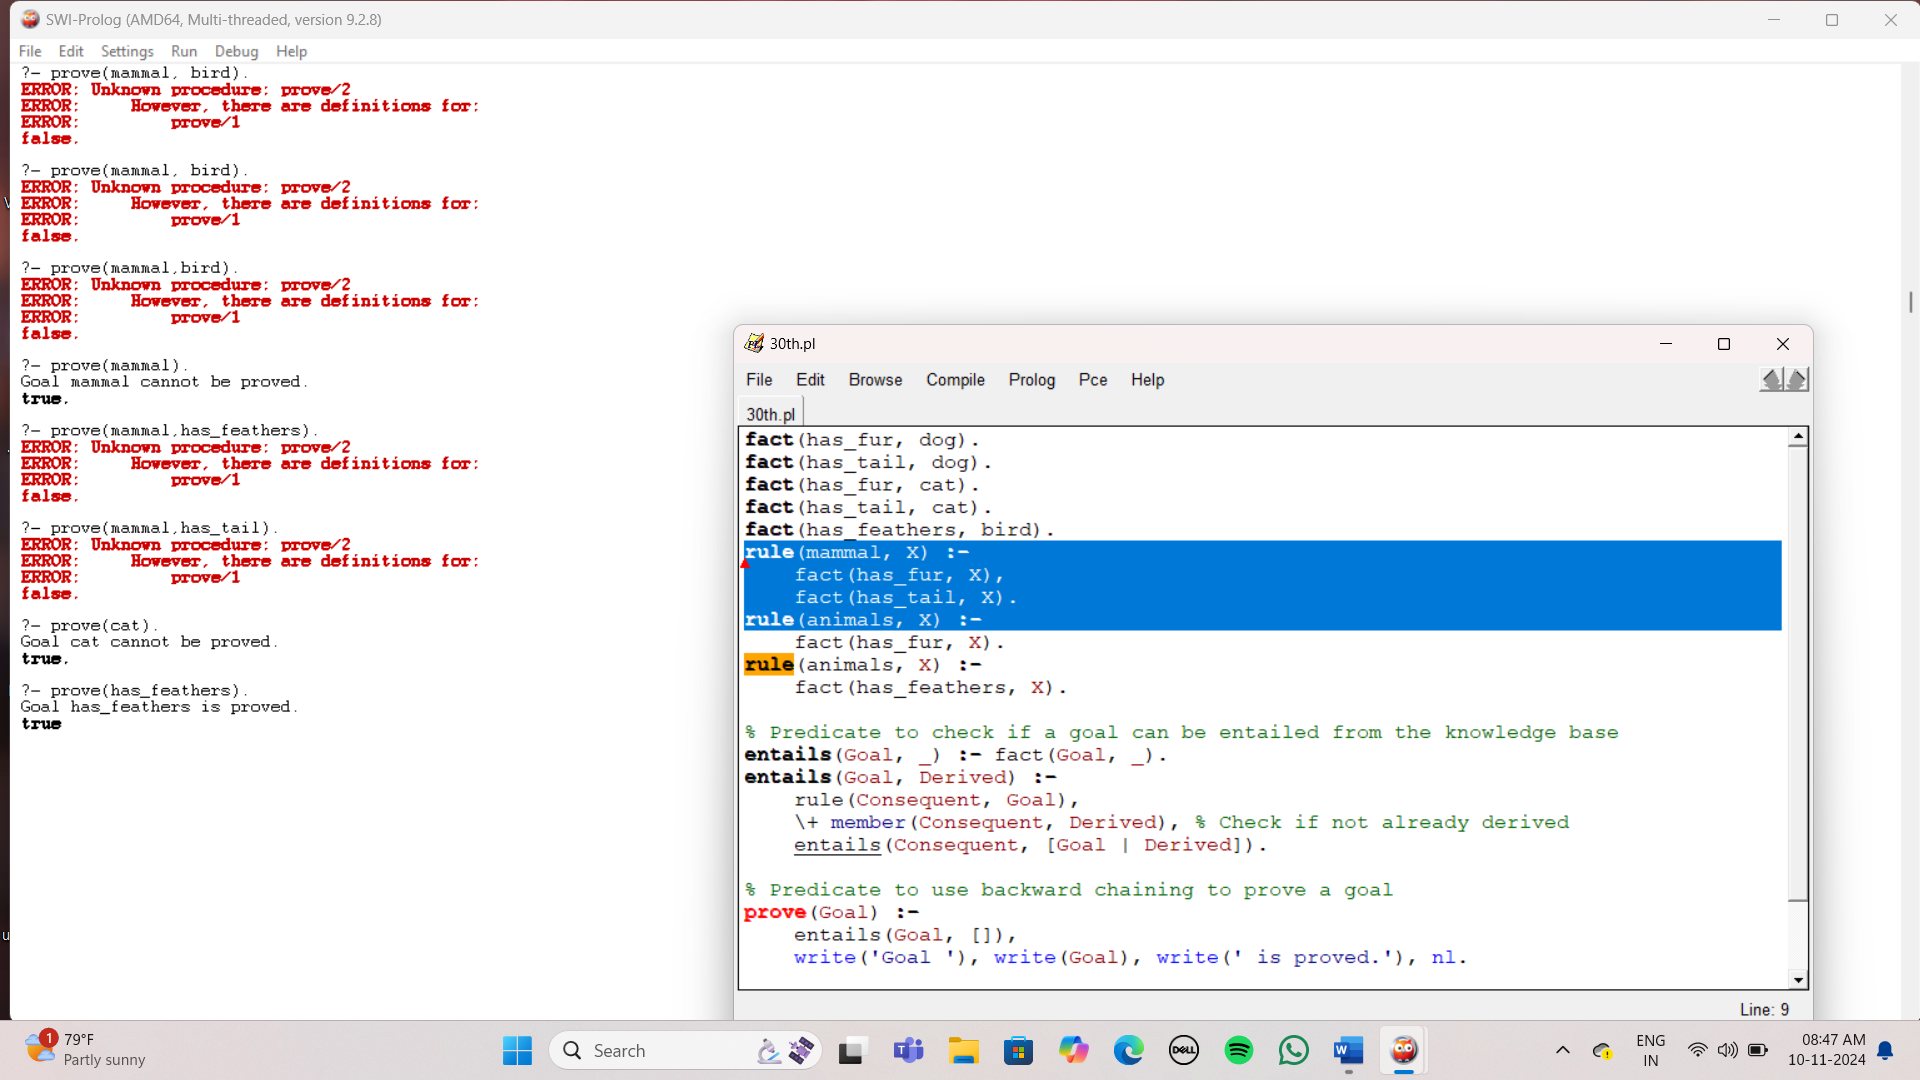 SWI-Prolog (AMD64, Multi-threaded, version 9.2.8)
File Edit Settings Run Debug Help
?- prove(mammal, bird).
ERROR: Unknown procedure: prove/2
ERROR:     However, there are definitions for:
ERROR:         prove/1
false.
?- prove(mammal, bird).
ERROR: Unknown procedure: prove/2
ERROR:     However, there are definitions for:
ERROR:         prove/1
false.
?- prove(mammal,bird).
ERROR: Unknown procedure: prove/2
ERROR:     However, there are definitions for:
ERROR:         prove/1
false.
?- prove(mammal).
Goal mammal cannot be proved.
true.
?- prove(mammal,has_feathers).
ERROR: Unknown procedure: prove/2
ERROR:     However, there are definitions for:
ERROR:         prove/1
false.
?- prove(mammal,has_tail).
ERROR: Unknown procedure: prove/2
ERROR:     However, there are definitions for:
ERROR:         prove/1
false.
?- prove(cat).
Goal cat cannot be proved.
true.
?- prove(has_feathers).
Goal has_feathers is proved.
true
30th.pl
File Edit Browse Compile Prolog Pce Help
30th.pl
fact(has_fur, dog).
fact(has_tail, dog).
fact(has_fur, cat).
fact(has_tail, cat).
fact(has_feathers, bird).
rule(mammal, X) :-
    fact(has_fur, X),
    fact(has_tail, X).
rule(animals, X) :-
    fact(has_fur, X).
rule(animals, X) :-
    fact(has_feathers, X).
% Predicate to check if a goal can be entailed from the knowledge base
entails(Goal, _) :- fact(Goal, _).
entails(Goal, Derived) :-
    rule(Consequent, Goal),
    \+ member(Consequent, Derived), % Check if not already derived
    entails(Consequent, [Goal | Derived]).
% Predicate to use backward chaining to prove a goal
prove(Goal) :-
    entails(Goal, []),
    write('Goal '), write(Goal), write(' is proved.'), nl.
Line: 9
1
79°F
Partly sunny
Search
DELL
ENG
IN
08:47 AM
10-11-2024